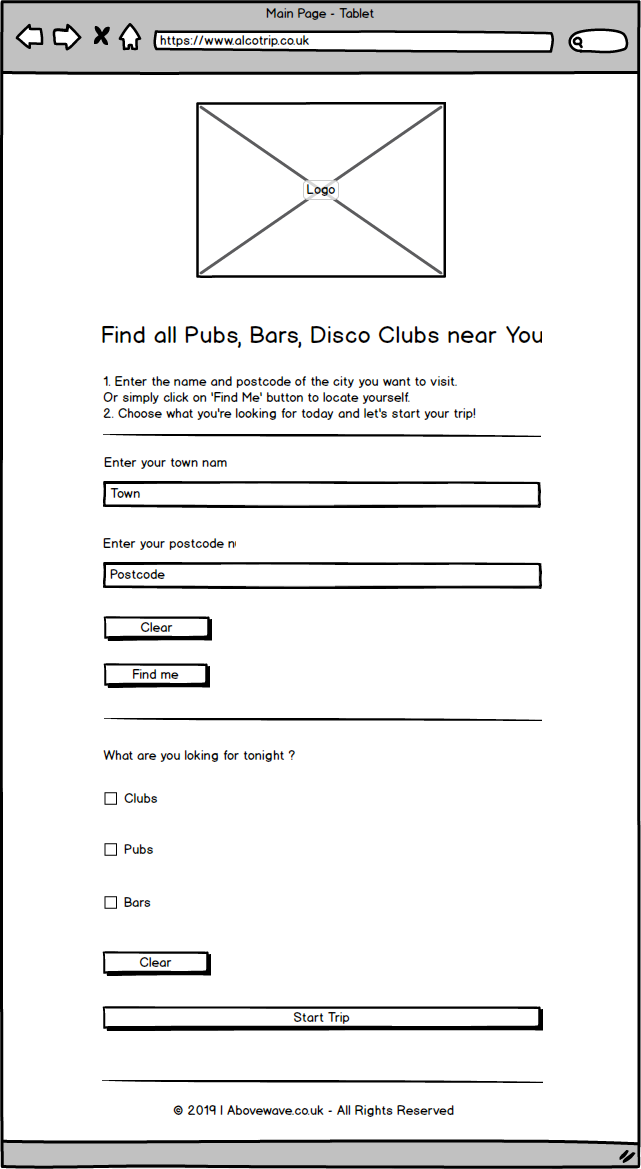 Main Page - Tablet
https://www.alcotrip.co.uk
Logo
Find all Pubs, Bars, Disco Clubs near You
1. Enter the name and postcode of the city you want to visit.
Or simply click on 'Find Me' button to locate yourself.
2. Choose what you're looking for today and let's start your trip!
Enter your town nam
Town
Enter your postcode n
Postcode
Clear
Find me
What are you loking for tonight ?
Clubs
Pubs
Bars
Clear
Start Trip
© 2019 | Abovewave.co.uk - All Rights Reserved